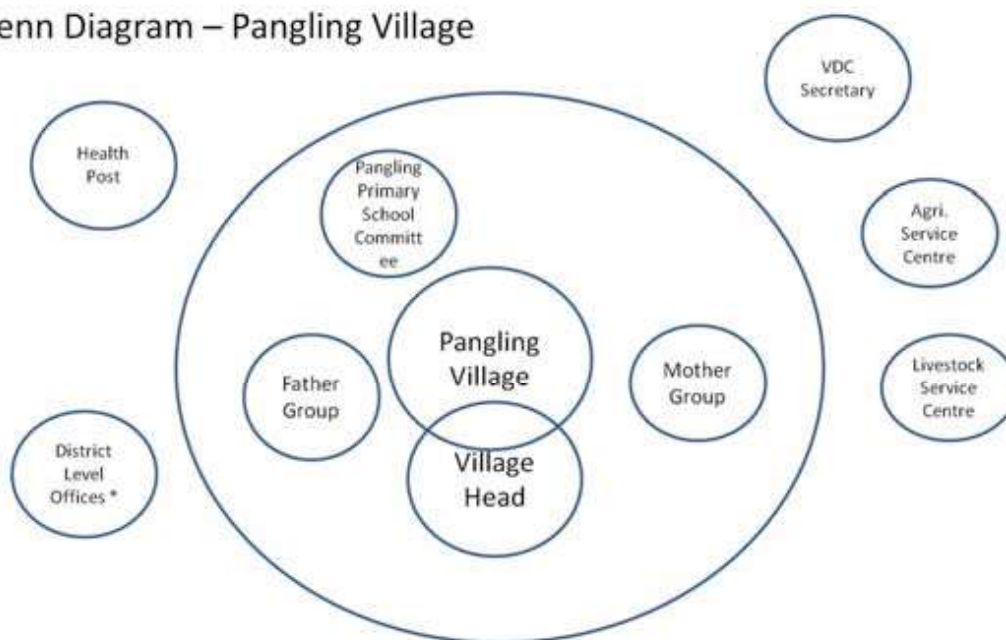 enn Diagram – Pangling Village
VDC
Secretary
Health
Post
Pangling
Primary
School
Committ
ee
Agri.
Service
Centre
Pangling
Village
Father
Group
Mother
Group
Livestock
Service
Centre
Village
Head
District
Level
Offices *